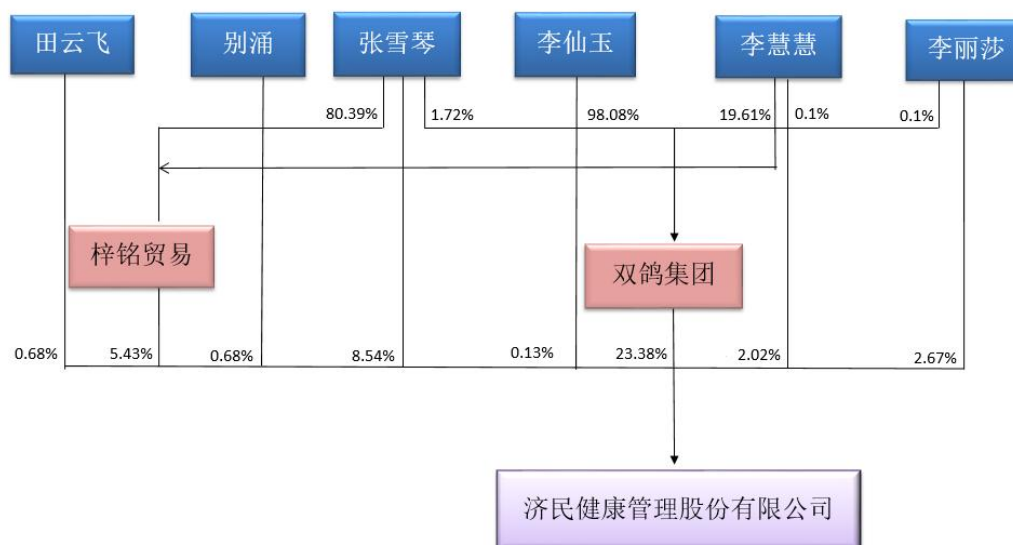 田云飞
别涌
张雪琴
李仙玉
李慧慧
李丽莎
80.39%
1.72%
98.08%
19.61%
0.1%
0.1%
梓铭贸易
双鸽集团
0.68%
5.43%
0.68%
8.54%
0.13%
23.38%
2.02%
2.67%
济民健康管理股份有限公司